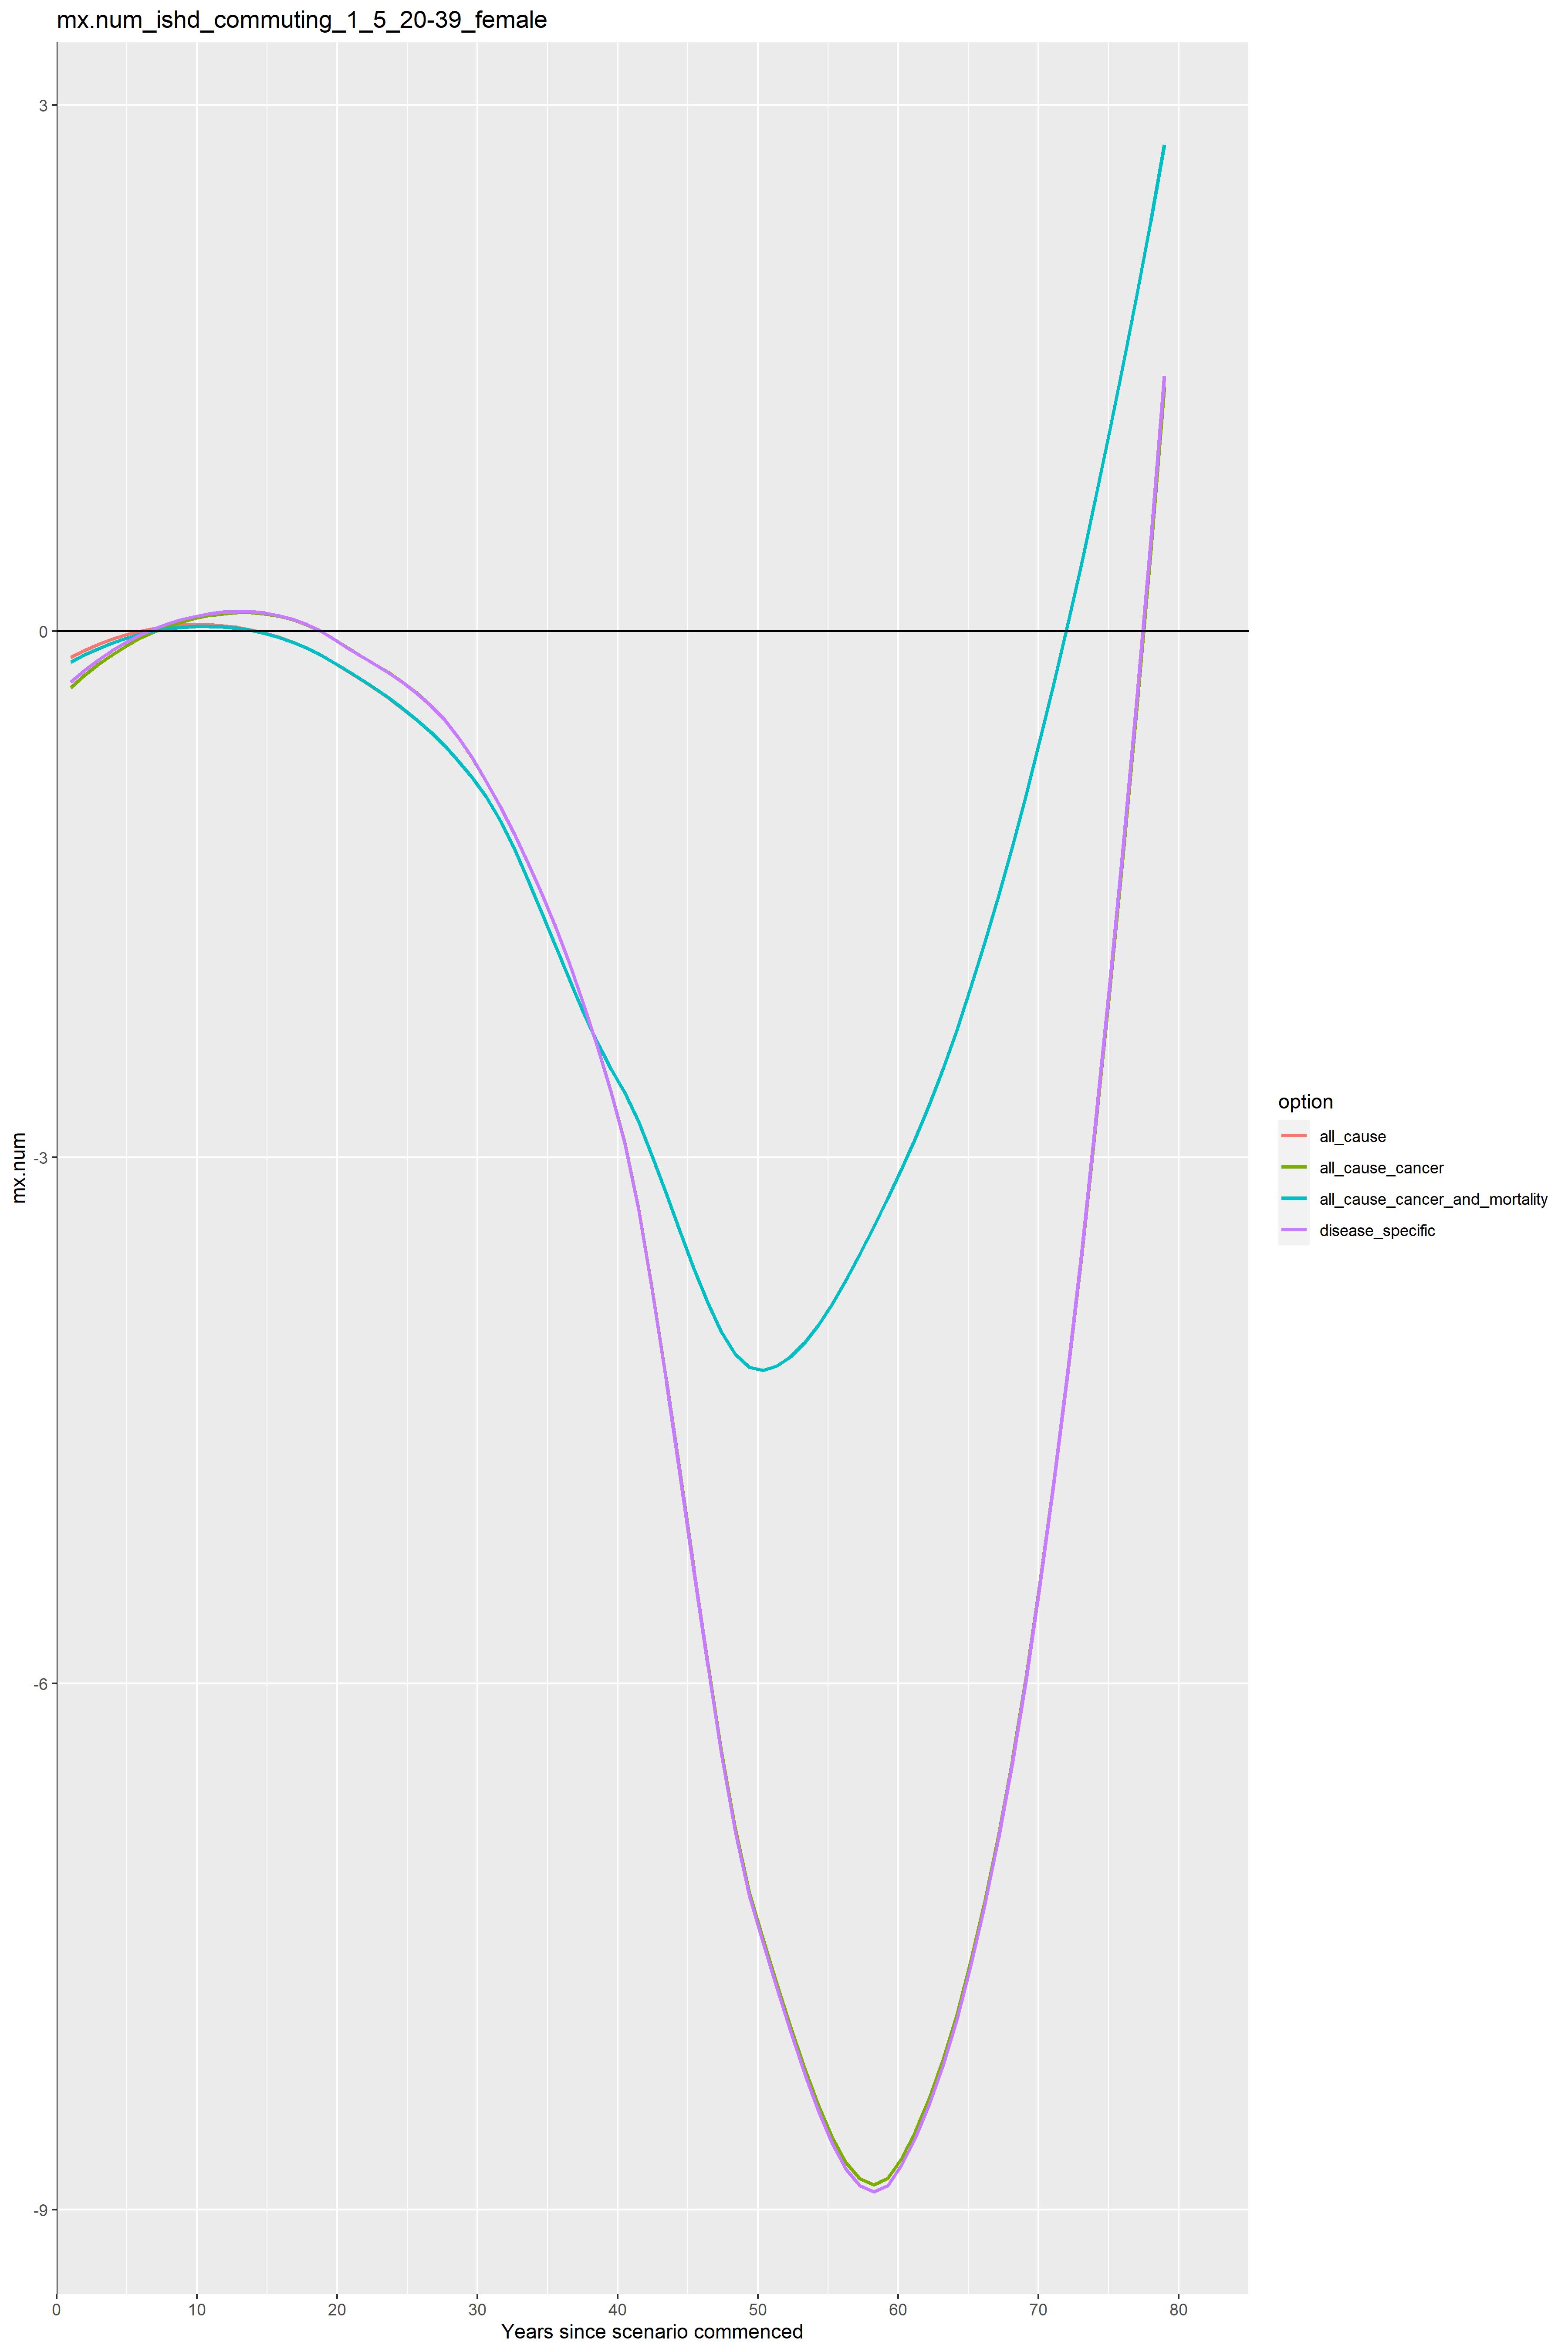 mx.num_ishd_commuting_1_5_20-39_female
3
0
-3
-6
-9
mx.num
0 10 20 30 40 50 60 70 80
Years since scenario commenced
option
all_cause
all_cause_cancer
all_cause_cancer_and_mortality
disease_specific